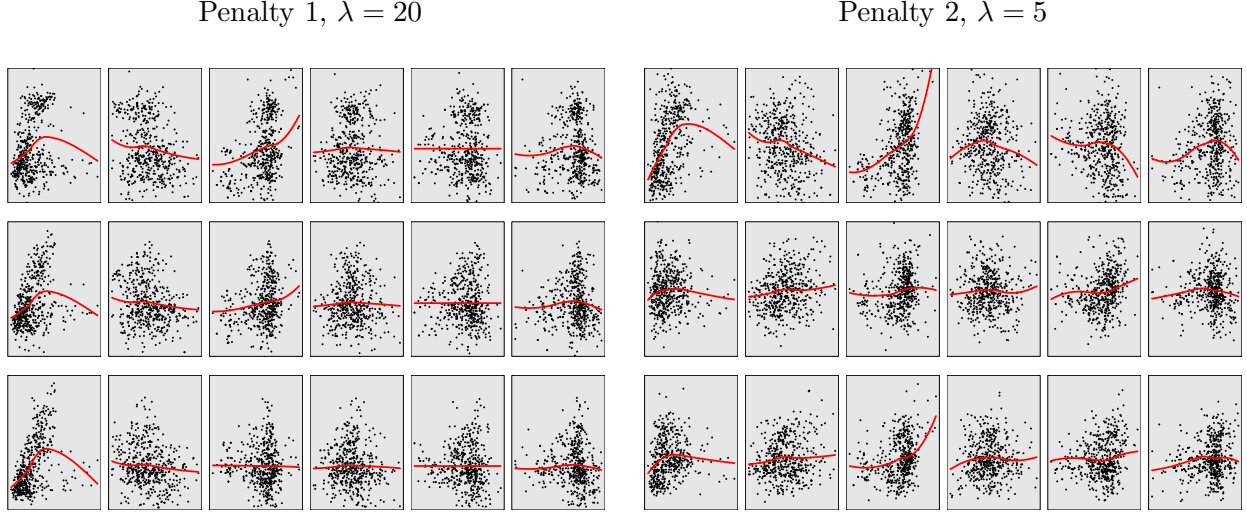 Penalty 1, λ = 20
Penalty 2, λ = 5